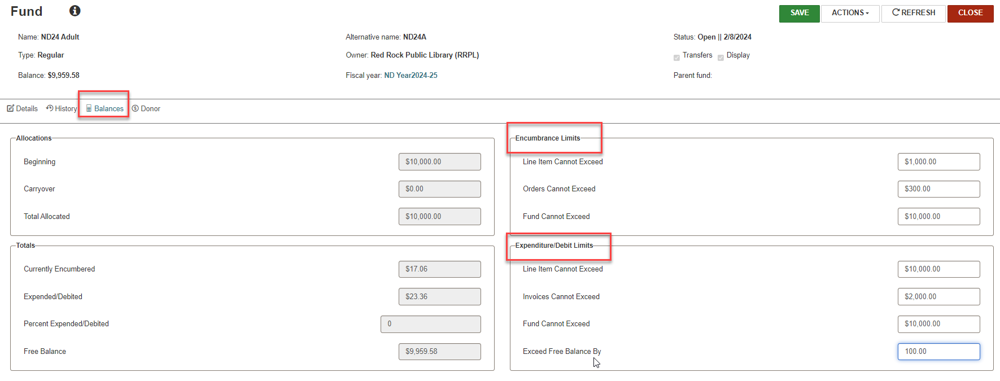 Fund
SAVE ACTIONS REFRESH CLOSE
Name: ND24 Adult Alternative name: ND24A Status: Open || 2/8/2024
Type: Regular Owner: Red Rock Public Library (RRPL) Transfers Display
Balance: $9,959.58 Fiscal year: ND Year2024-25 Parent fund:
Details History Balances Donor
Allocations
Beginning $10,000.00
Carryover $0.00
Total Allocated $10,000.00
Encumbrance Limits
Line Item Cannot Exceed $1,000.00
Orders Cannot Exceed $300.00
Fund Cannot Exceed $10,000.00
Totals
Currently Encumbered $17.06
Expended/Debited $23.36
Percent Expended/Debited 0
Free Balance $9,959.58
Expenditure/Debit Limits
Line Item Cannot Exceed $10,000.00
Invoices Cannot Exceed $2,000.00
Fund Cannot Exceed $10,000.00
Exceed Free Balance By 100.00